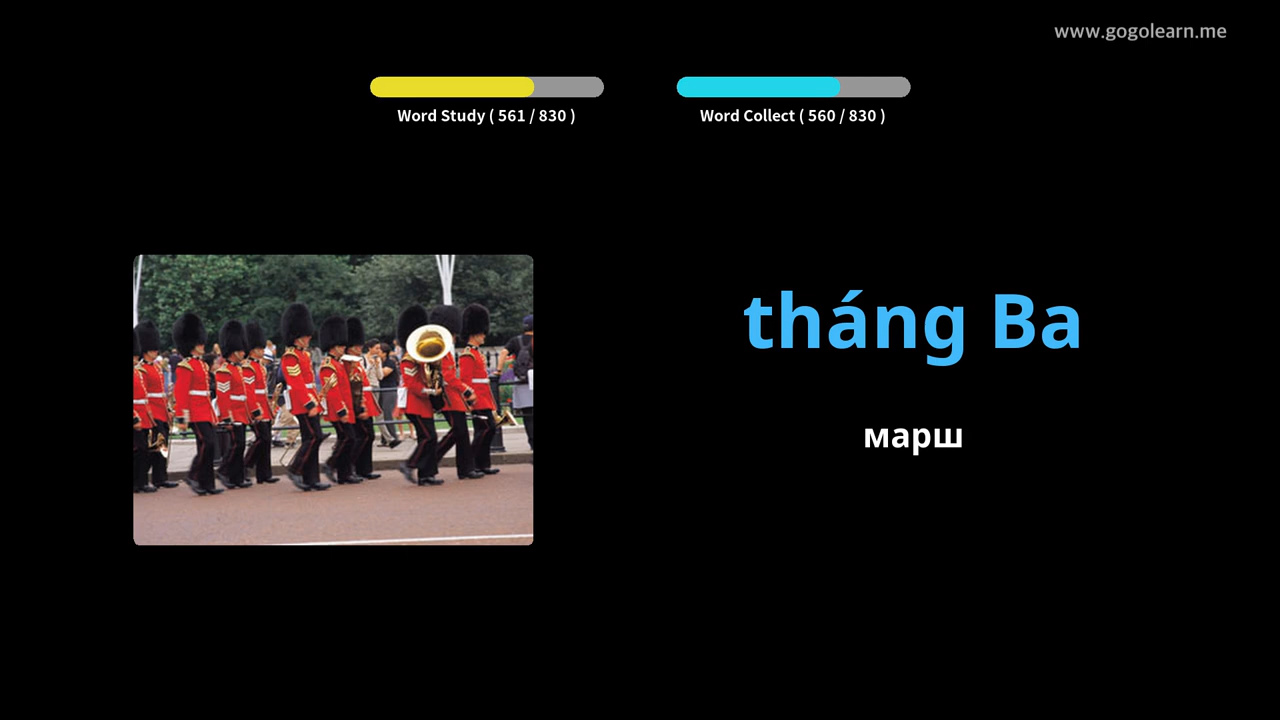 www.gogolearn.me
Word Study ( 561 / 830 )
Word Collect ( 560 / 830 )
tháng Ba
марш